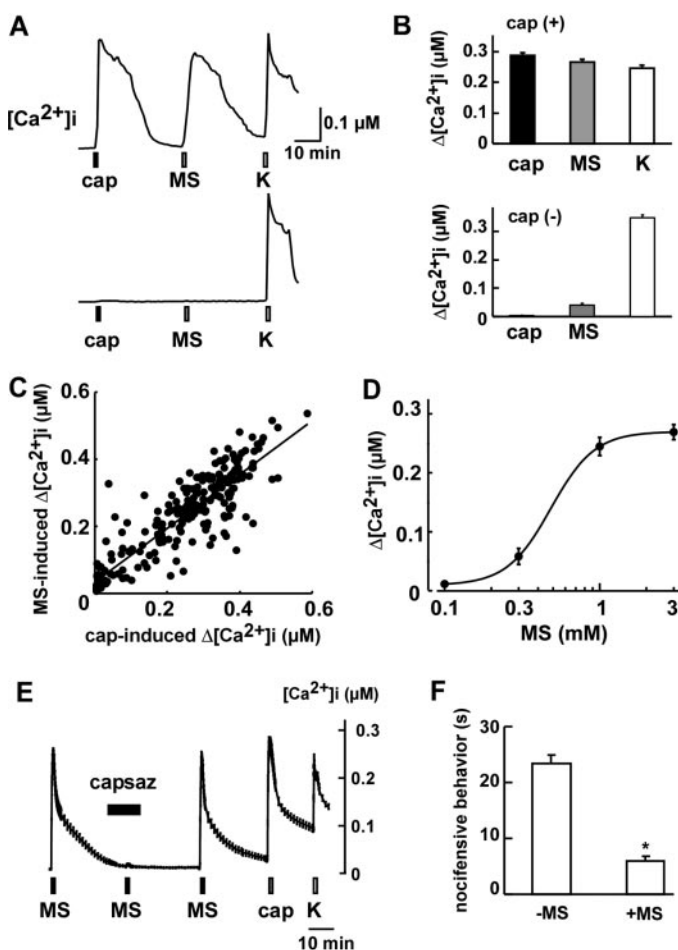 A
[Ca2+]i
0.1 µM
10 min
cap MS K
cap MS K
B
cap (+)
Δ[Ca2+]i (µM)
0.3
0.2
0.1
0
cap MS K
cap (-)
Δ[Ca2+]i (µM)
0.3
0.2
0.1
0
cap MS
C
MS-induced Δ[Ca2+]i (µM)
0.6
0.4
0.2
0
0 0.2 0.4 0.6
cap-induced Δ[Ca2+]i (µM)
D
Δ[Ca2+]i (µM)
0.3
0.2
0.1
0
0.1 0.3 1 3
MS (mM)
E
[Ca2+]i (µM)
0.3
0.2
0.1
0
capsaz
MS MS MS cap K
10 min
F
nocifensive behavior (s)
30
20
10
0
*
-MS +MS